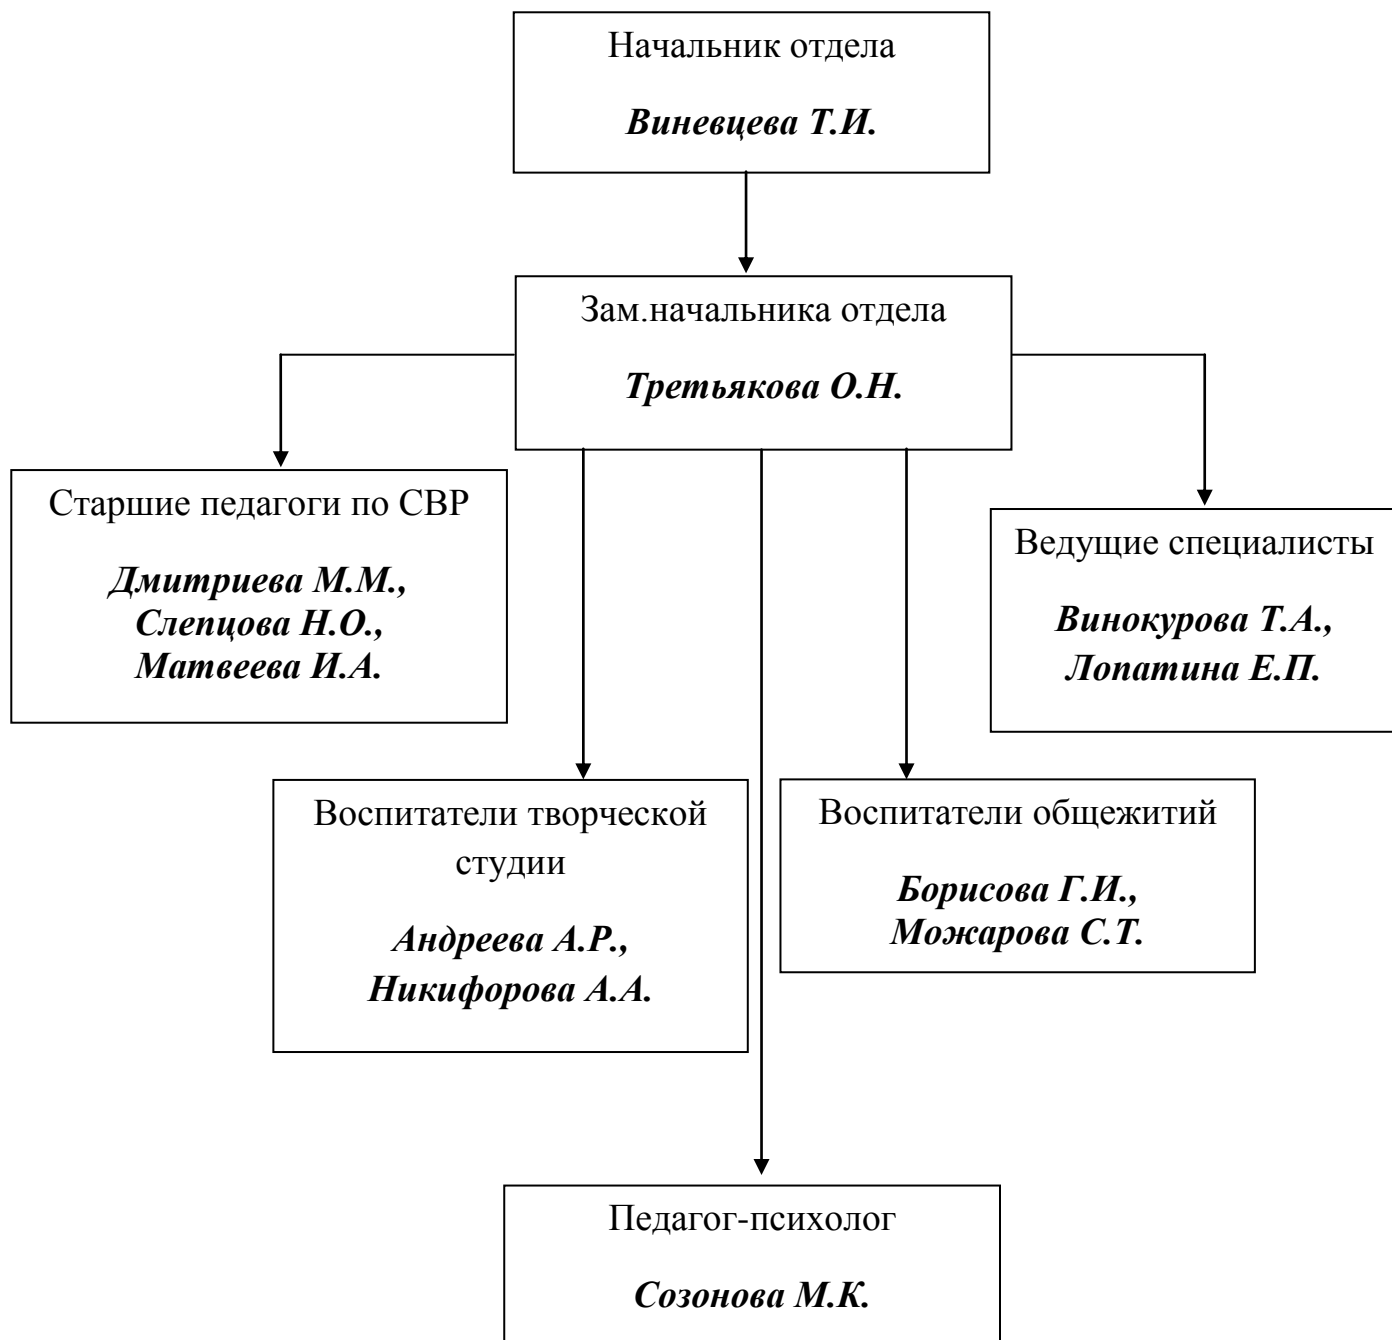 Начальник отдела
Виневцева Т.И.
Зам.начальника отдела
Третьякова О.Н.
Старшие педагоги по СВР
Дмитриева М.М.,
Слепцова Н.О.,
Матвеева И.А.
Ведущие специалисты
Винокурова Т.А.,
Лопатина Е.П.
Воспитатели творческой
студии
Андреева А.Р.,
Никифорова А.А.
Воспитатели общежитий
Борисова Г.И.,
Можарова С.Т.
Педагог-психолог
Созонова М.К.